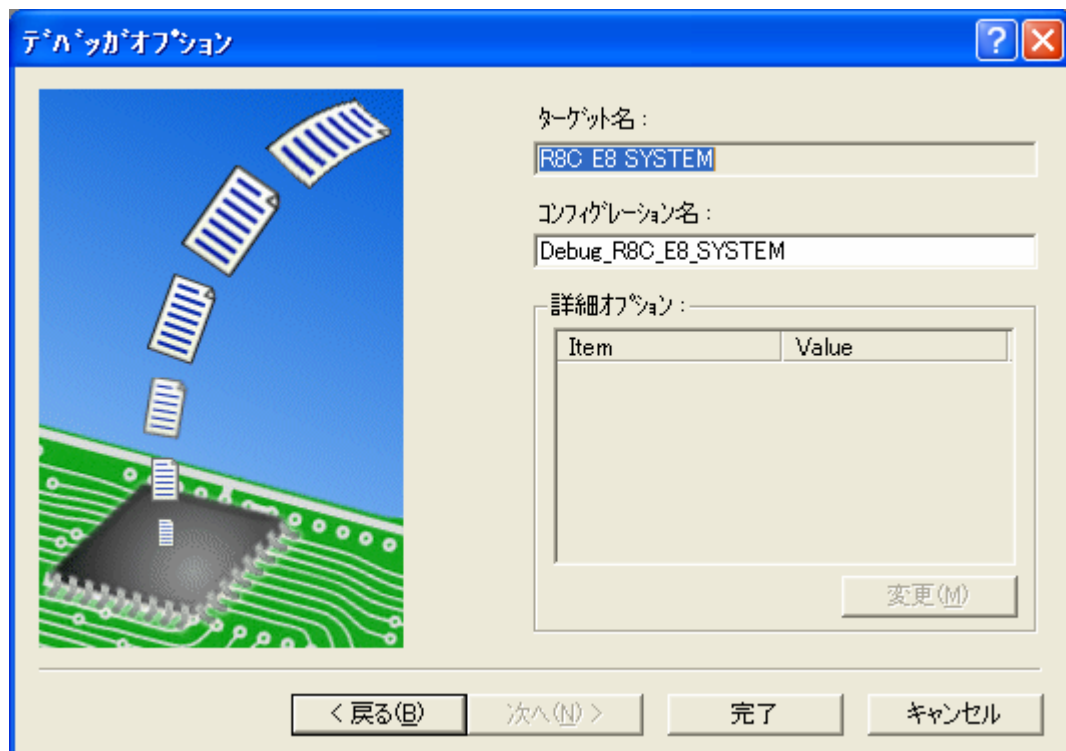 デバッガオプション
ターゲット名 :
R8C E8 SYSTEM
コンフィグレーション名 :
Debug_R8C_E8_SYSTEM
詳細オプション :
Item Value
変更(M)
< 戻る(B) 次へ(N) > 完了 キャンセル